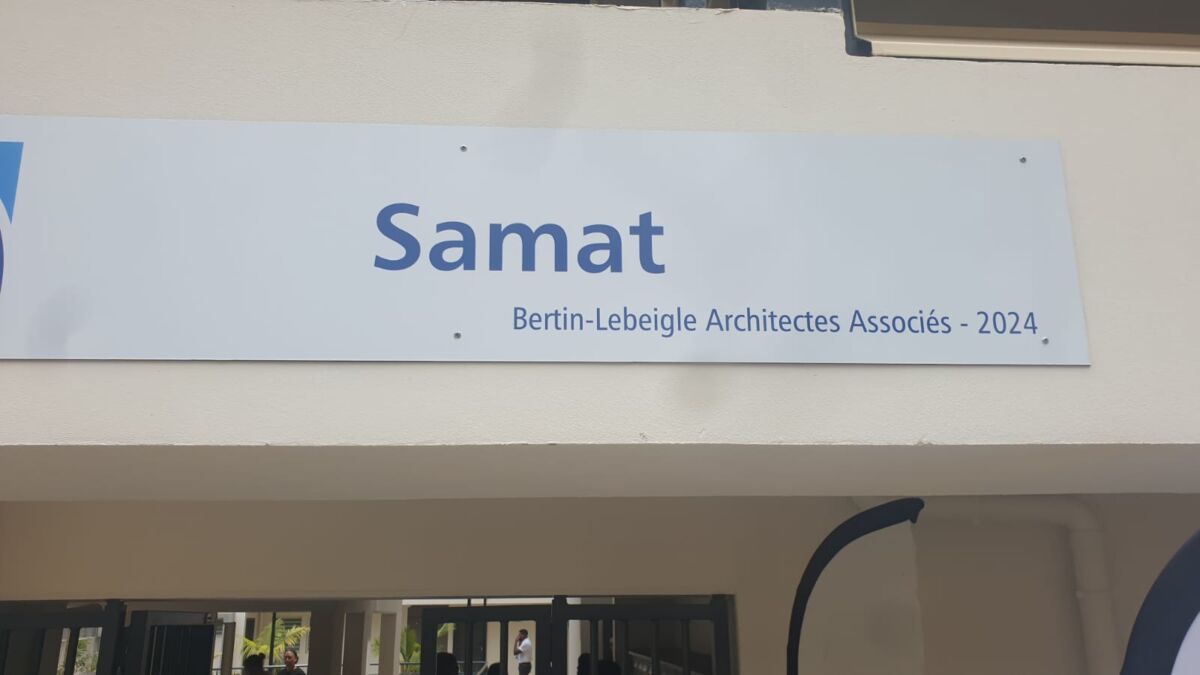 Samat
Bertin-Lebeigle Architectes Associés - 2024